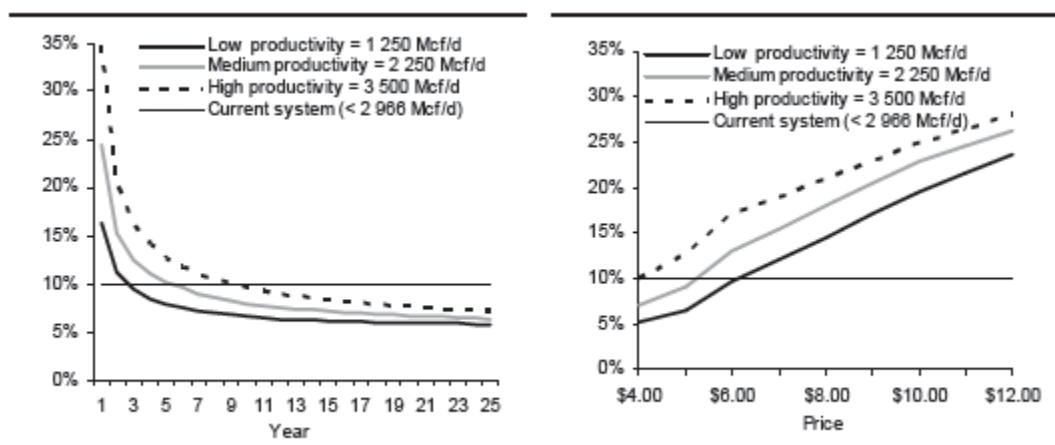 35%
30%
25%
20%
15%
10%
5%
0%
Low productivity = 1 250 Mcf/d
Medium productivity = 2 250 Mcf/d
High productivity = 3 500 Mcf/d
Current system (< 2 966 Mcf/d)
1 3 5 7 9 11 13 15 17 19 21 23 25
Year
35%
30%
25%
20%
15%
10%
5%
0%
Low productivity = 1 250 Mcf/d
Medium productivity = 2 250 Mcf/d
High productivity = 3 500 Mcf/d
Current system (< 2 966 Mcf/d)
$4.00 $6.00 $8.00 $10.00 $12.00
Price